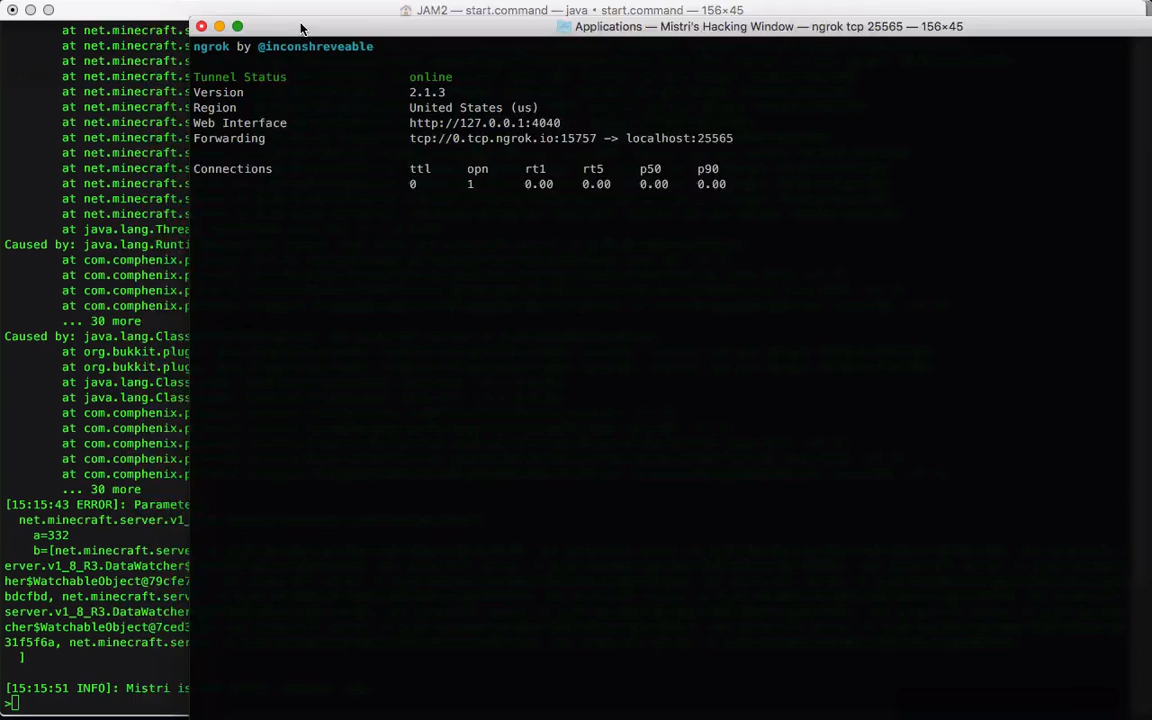 JAM2 — start.command — java • start.command — 156×45
Applications — Mistri's Hacking Window — ngrok tcp 25565 — 156×45
ngrok by @inconshreveable
Tunnel Status online
Version 2.1.3
Region United States (us)
Web Interface http://127.0.0.1:4040
Forwarding tcp://0.tcp.ngrok.io:15757 -> localhost:25565
Connections ttl opn rt1 rt5 p50 p90
0 1 0.00 0.00 0.00 0.00
at net.minecraft.s
at net.minecraft.s
at net.minecraft.s
at net.minecraft.s
at net.minecraft.s
at net.minecraft.s
at net.minecraft.s
at net.minecraft.s
at net.minecraft.s
at net.minecraft.s
at net.minecraft.s
at net.minecraft.s
at net.minecraft.s
at java.lang.Threa
Caused by: java.lang.Runti
at com.comphenix.p
at com.comphenix.p
at com.comphenix.p
at com.comphenix.p
... 30 more
Caused by: java.lang.Class
at org.bukkit.plug
at org.bukkit.plug
at java.lang.Class
at java.lang.Class
at com.comphenix.p
at com.comphenix.p
at com.comphenix.p
at com.comphenix.p
at com.comphenix.p
... 30 more
[15:15:43 ERROR]: Paramete
net.minecraft.server.v1_
a=332
b=[net.minecraft.serve
erver.v1_8_R3.DataWatcher$
her$WatchableObject@79cfe7
bdcfbd, net.minecraft.serv
server.v1_8_R3.DataWatcher
cher$WatchableObject@7ced3
31f5f6a, net.minecraft.ser
]
[15:15:51 INFO]: Mistri is
>